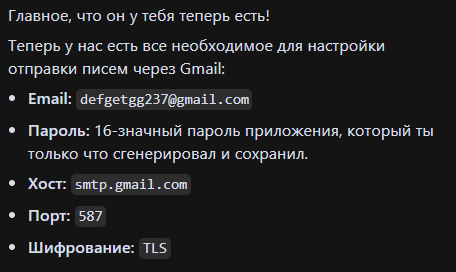 Главное, что он у тебя теперь есть!
Теперь у нас есть все необходимое для настройки
отправки писем через Gmail:
• Email: defgetgg237@gmail.com
• Пароль: 16-значный пароль приложения, который ты
только что сгенерировал и сохранил.
• Хост: smtp.gmail.com
• Порт: 587
• Шифрование: TLS